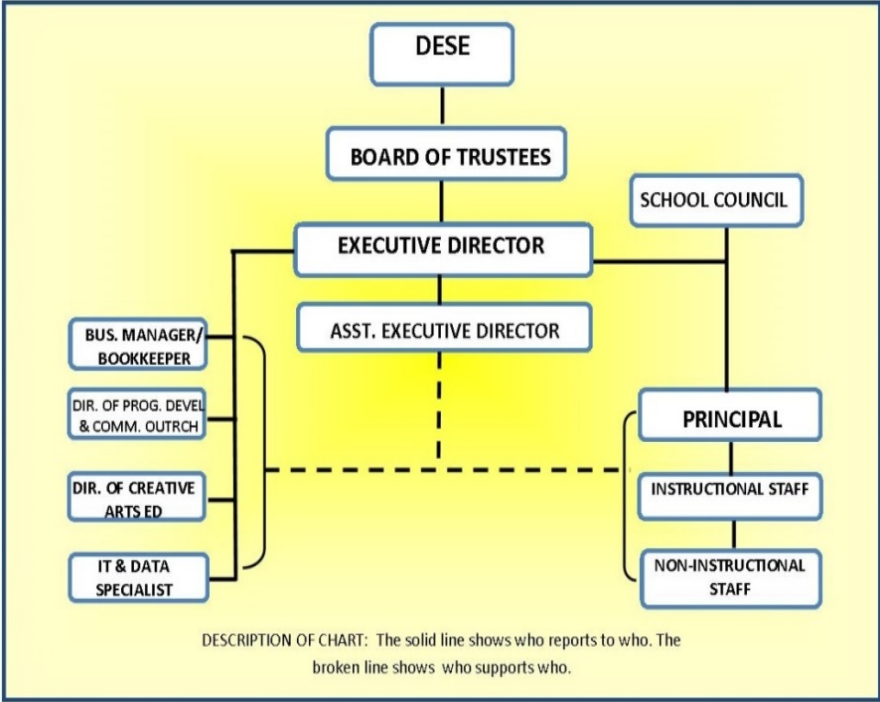 DESE
BOARD OF TRUSTEES
SCHOOL COUNCIL
EXECUTIVE DIRECTOR
ASST. EXECUTIVE DIRECTOR
BUS. MANAGER/
BOOKKEEPER
DIR. OF PROG. DEVEL
& COMM. OUTRCH
DIR. OF CREATIVE
ARTS ED
IT & DATA
SPECIALIST
PRINCIPAL
INSTRUCTIONAL STAFF
NON-INSTRUCTIONAL
STAFF
DESCRIPTION OF CHART: The solid line shows who reports to who. The
broken line shows who supports who.